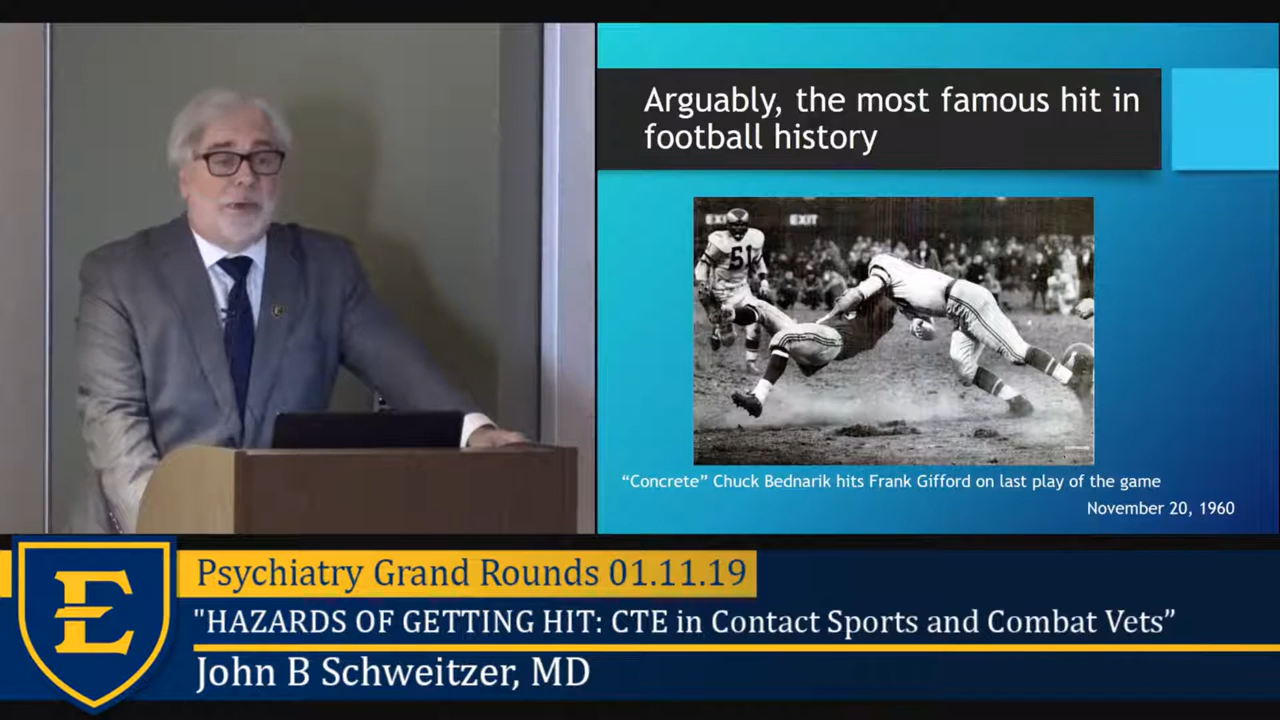 Arguably, the most famous hit in
football history
EXIT
51
“Concrete” Chuck Bednarik hits Frank Gifford on last play of the game
November 20, 1960
E
Psychiatry Grand Rounds 01.11.19
"HAZARDS OF GETTING HIT: CTE in Contact Sports and Combat Vets”
John B Schweitzer, MD